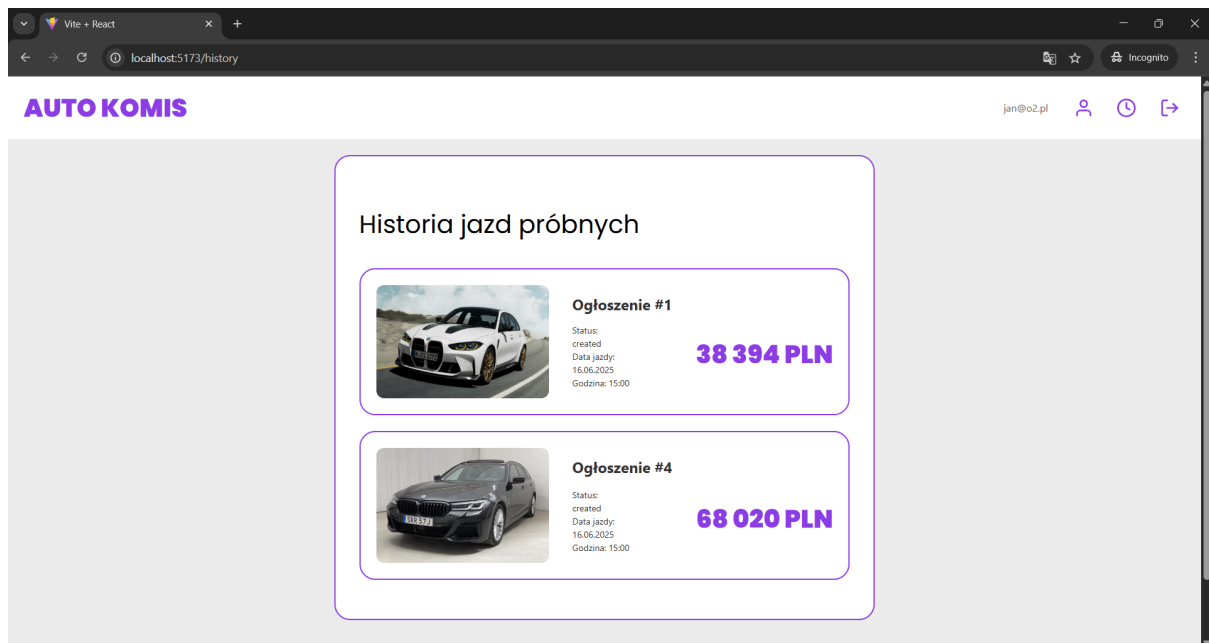 Vite + React
localhost:5173/history
Incognito
AUTO KOMIS
jan@o2.pl
Historia jazd próbnych
Ogłoszenie #1
Status:
created
Data jazdy:
16.06.2025
Godzina: 15:00
38 394 PLN
Ogłoszenie #4
Status:
created
Data jazdy:
16.06.2025
Godzina: 15:00
68 020 PLN
SRR 57J